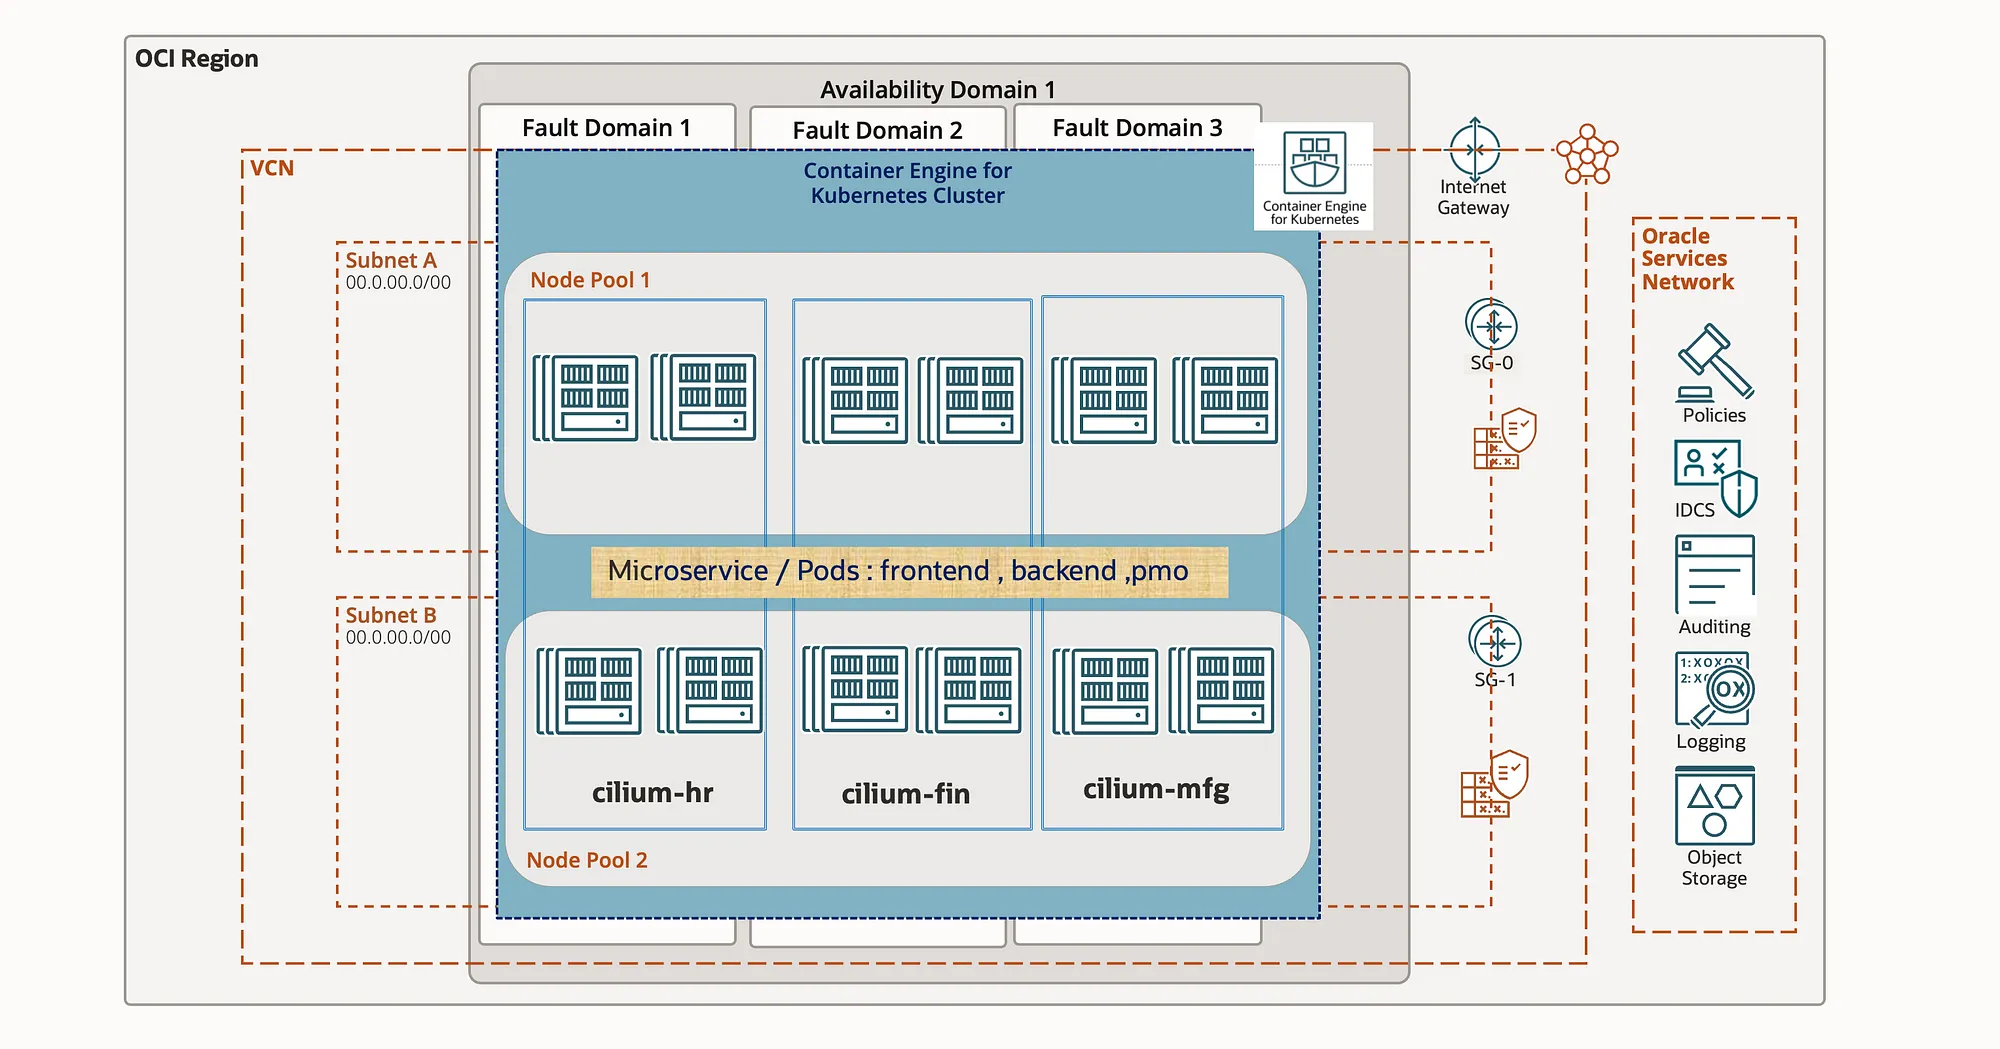 OCI Region
Availability Domain 1
Fault Domain 1
Fault Domain 2
Fault Domain 3
VCN
Container Engine for
Kubernetes Cluster
Container Engine
for Kubernetes
Internet
Gateway
Subnet A
00.0.00.0/00
Node Pool 1
Oracle
Services
Network
SG-0
Policies
IDCS
Microservice / Pods : frontend , backend ,pmo
Subnet B
00.0.00.0/00
Auditing
SG-1
1: XOXOX
2: XO
OX
Logging
cilium-hr
cilium-fin
cilium-mfg
Node Pool 2
Object
Storage